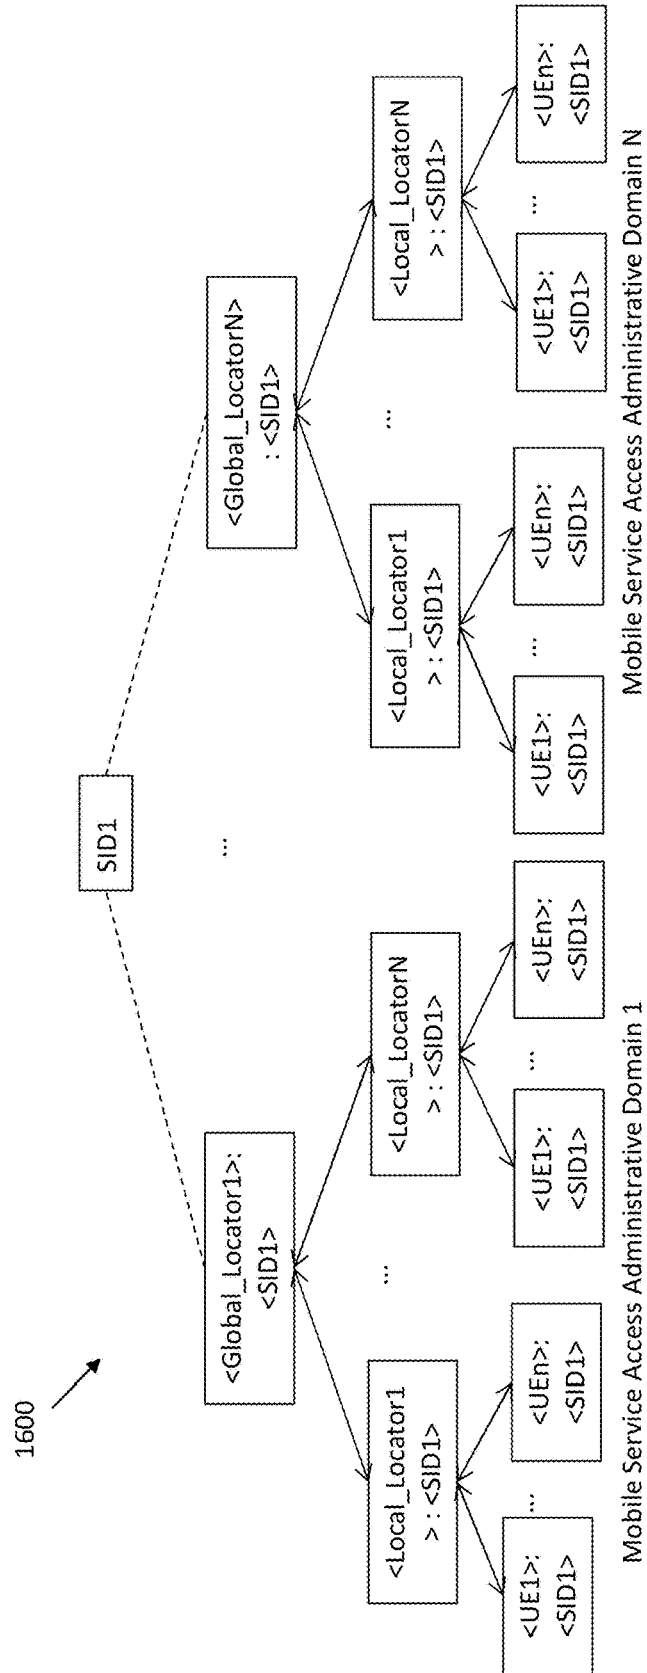 1600
SID1
<Global_Locator1>:
<SID1>
...
<Global_LocatorN>
: <SID1>
<Local_Locator1
> : <SID1>
...
<Local_LocatorN
> : <SID1>
<Local_Locator1
> : <SID1>
...
<Local_LocatorN
> : <SID1>
<UE1>:
<SID1>
...
<UEn>:
<SID1>
<UE1>:
<SID1>
...
<UEn>:
<SID1>
<UE1>:
<SID1>
...
<UEn>:
<SID1>
<UE1>:
<SID1>
...
<UEn>:
<SID1>
Mobile Service Access Administrative Domain 1
Mobile Service Access Administrative Domain N